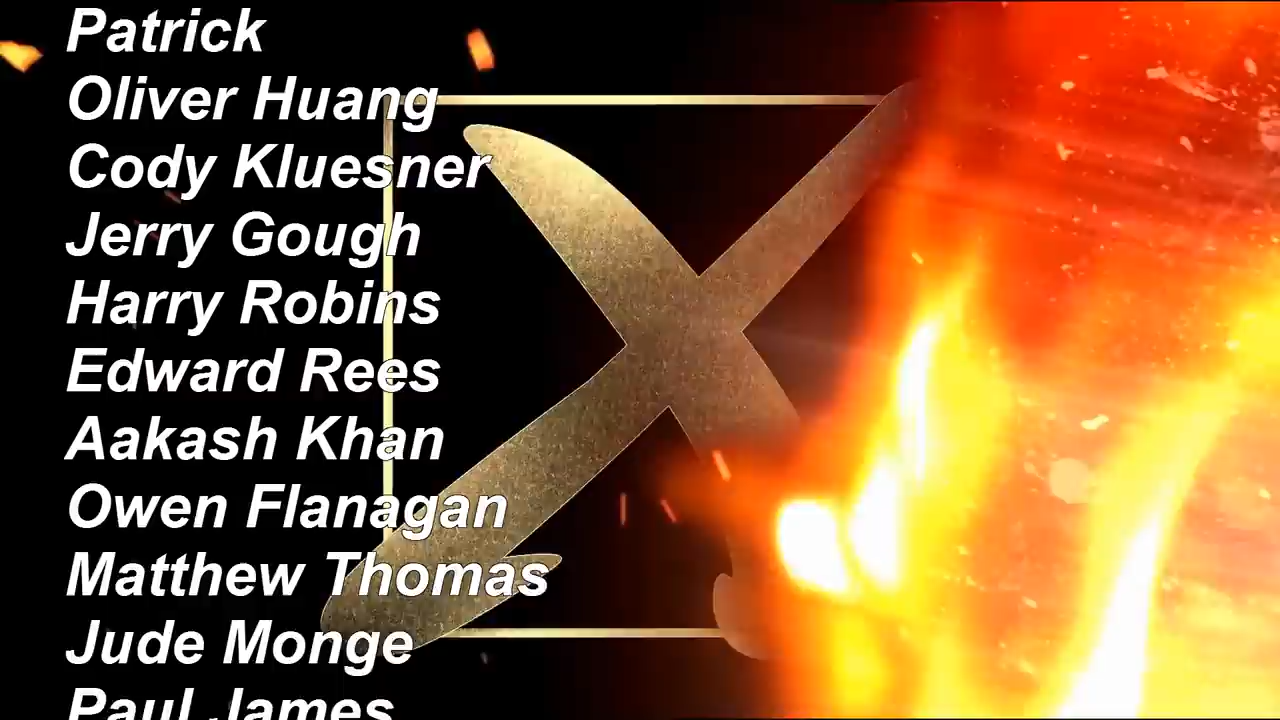 Patrick
Oliver Huang
Cody Kluesner
Jerry Gough
Harry Robins
Edward Rees
Aakash Khan
Owen Flanagan
Matthew Thomas
Jude Monge
Paul James